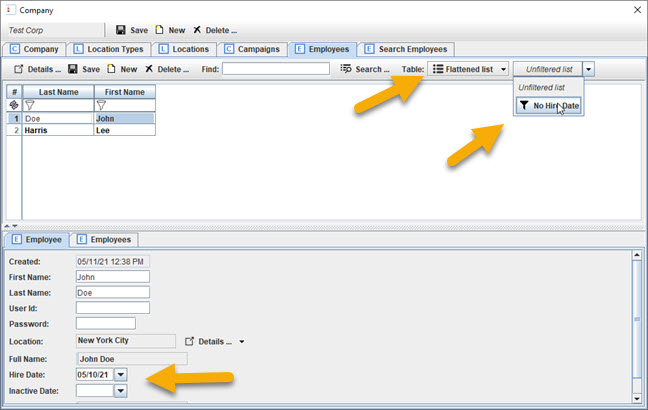 Company
Test Corp Save New Delete ...
C Company L Location Types L Locations C Campaigns E Employees E Search Employees
Details ... Save New Delete ... Find: Search ... Table: Flattened list Unfiltered list
Unfiltered list
No Hire Date
# Last Name First Name
1 Doe John
2 Harris Lee
E Employee E Employees
Created: 05/11/21 12:38 PM
First Name: John
Last Name: Doe
User Id:
Password:
Location: New York City Details ...
Full Name: John Doe
Hire Date: 05/10/21
Inactive Date: